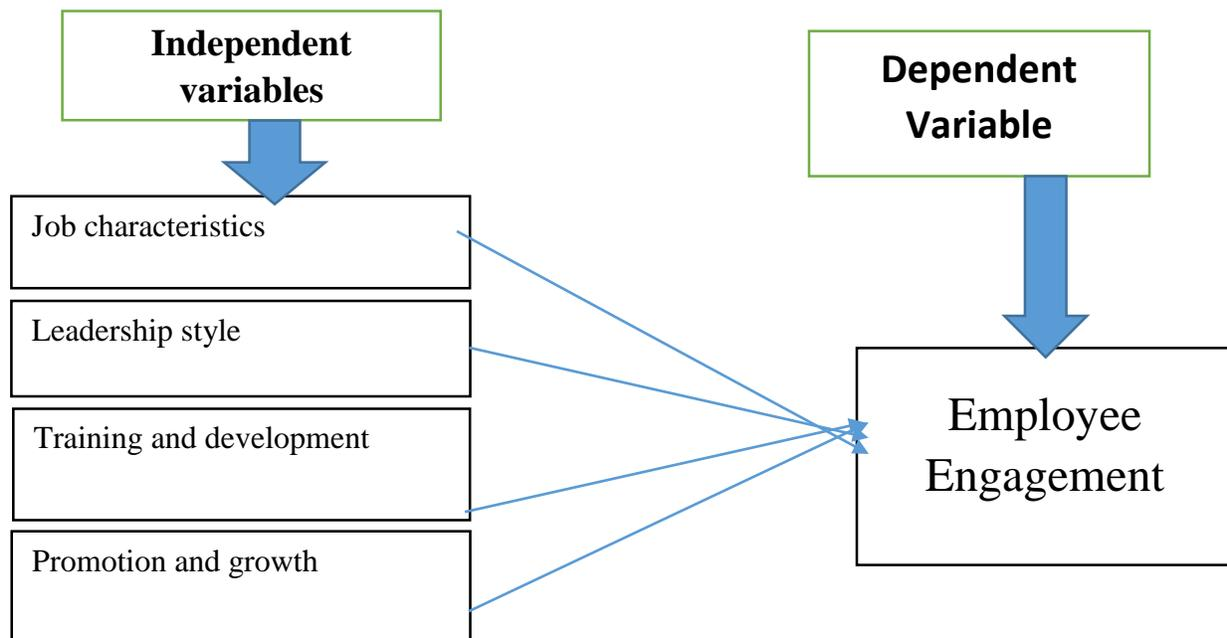 Independent
variables
Dependent
Variable
Job characteristics
Leadership style
Training and development
Promotion and growth
Employee
Engagement